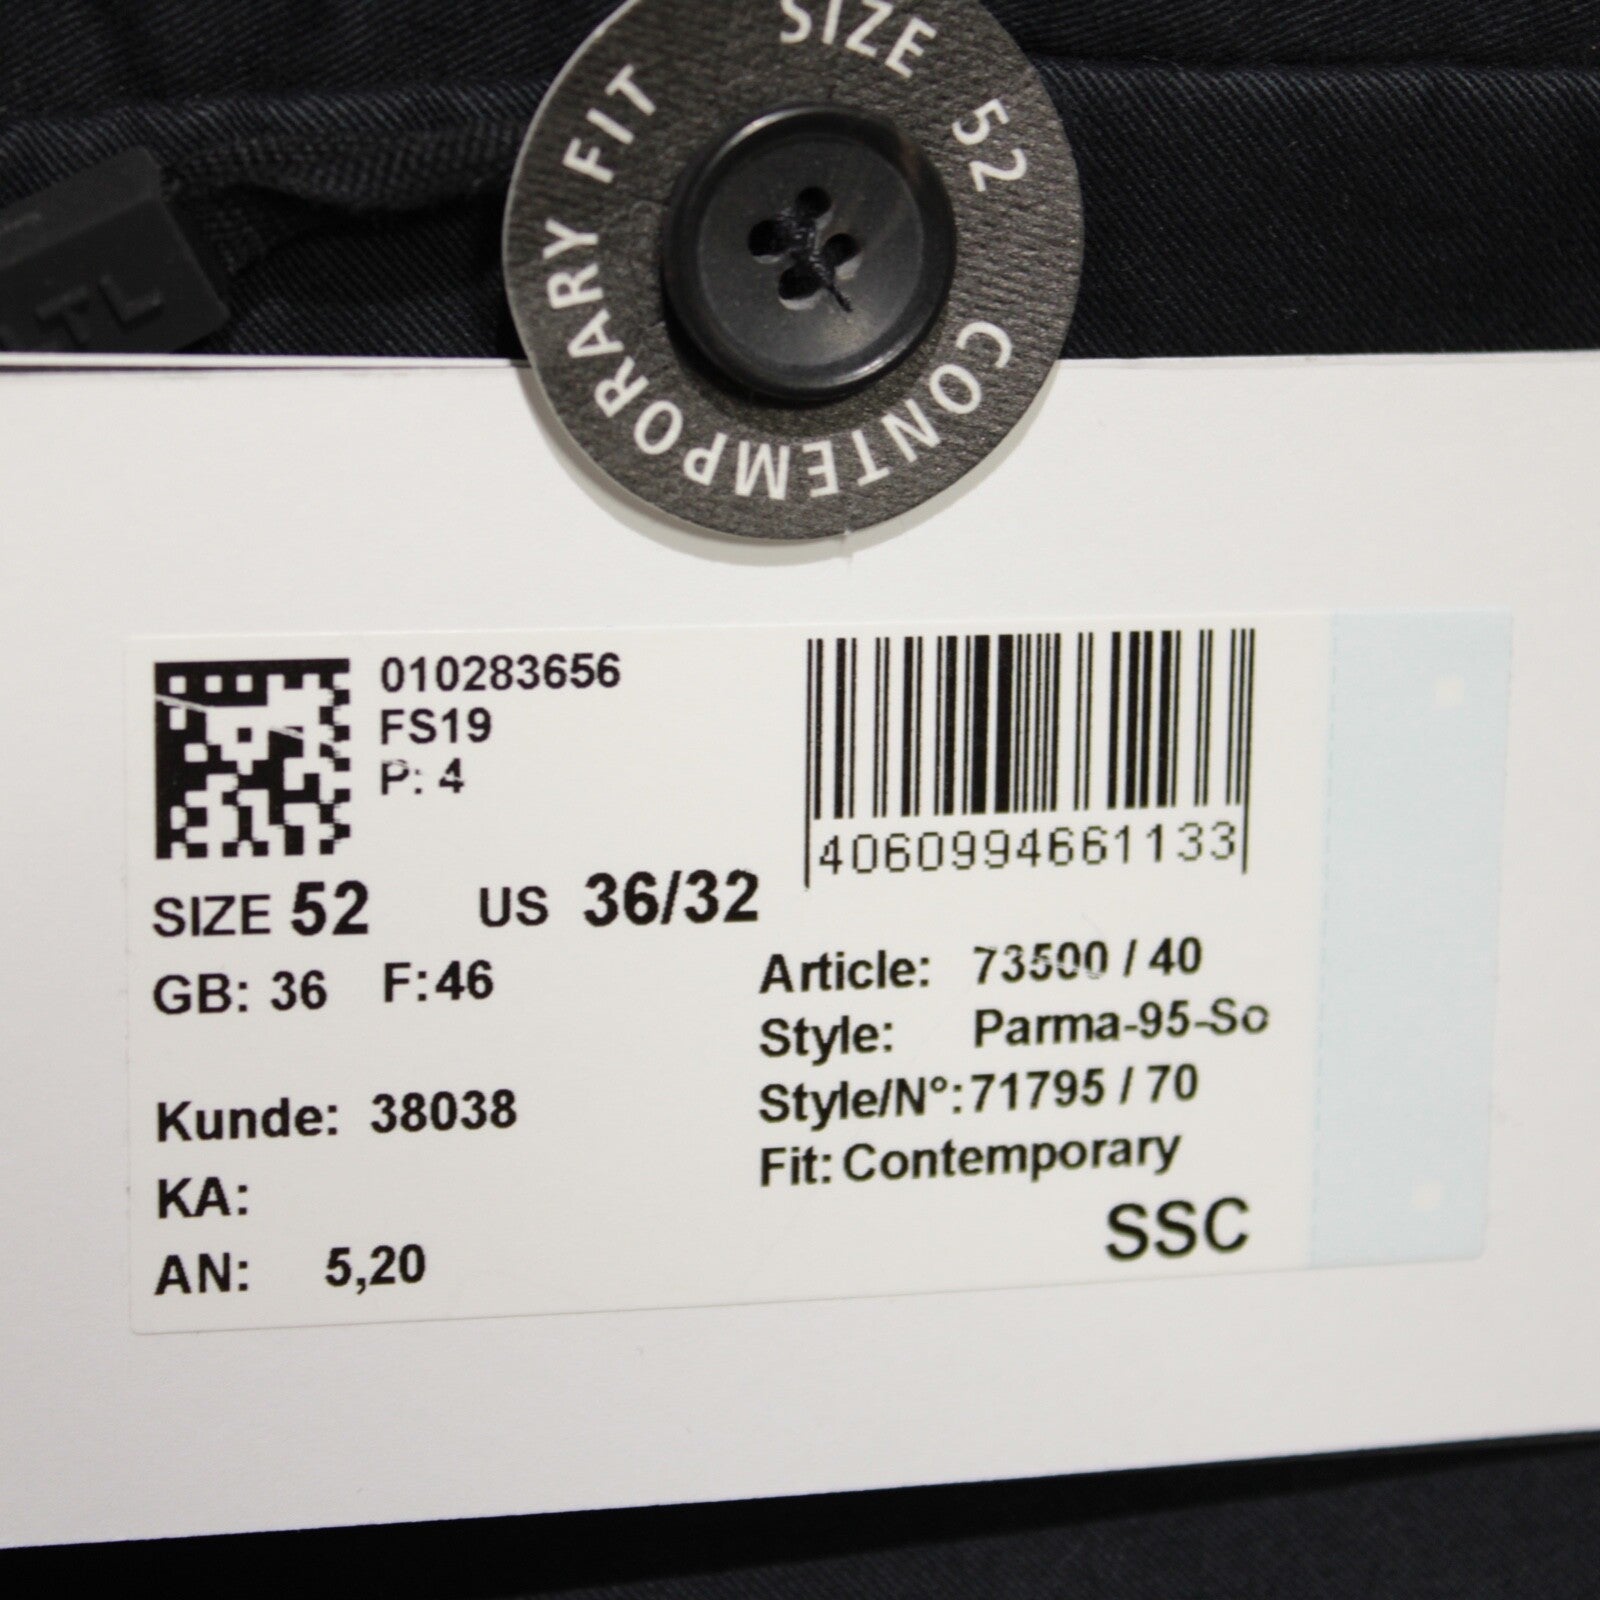 SIZE 52 CONTEMPORARY FIT
TL
010283656
FS19
P: 4
4060994661133
SIZE 52 US 36/32
GB: 36 F:46
Article: 73500 / 40
Style: Parma-95-So
Style/N°:71795 / 70
Fit: Contemporary
Kunde: 38038
KA:
AN: 5,20
SSC